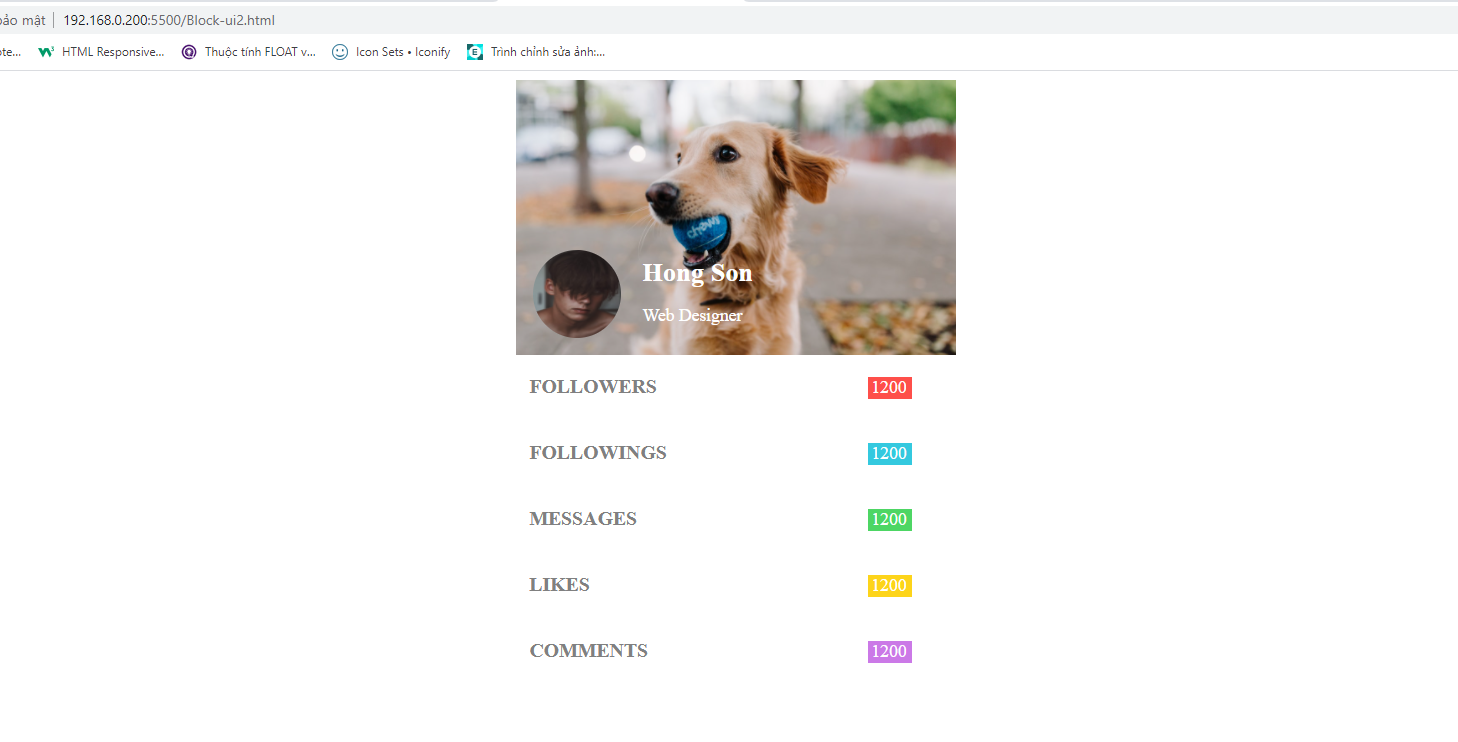 bảo mật 192.168.0.200:5500/Block-ui2.html
ote... HTML Responsive... Thuộc tính FLOAT v... Icon Sets • Iconify E Trình chỉnh sửa ảnh:...
chuck
Hong Son
Web Designer
FOLLOWERS 1200
FOLLOWINGS 1200
MESSAGES 1200
LIKES 1200
COMMENTS 1200